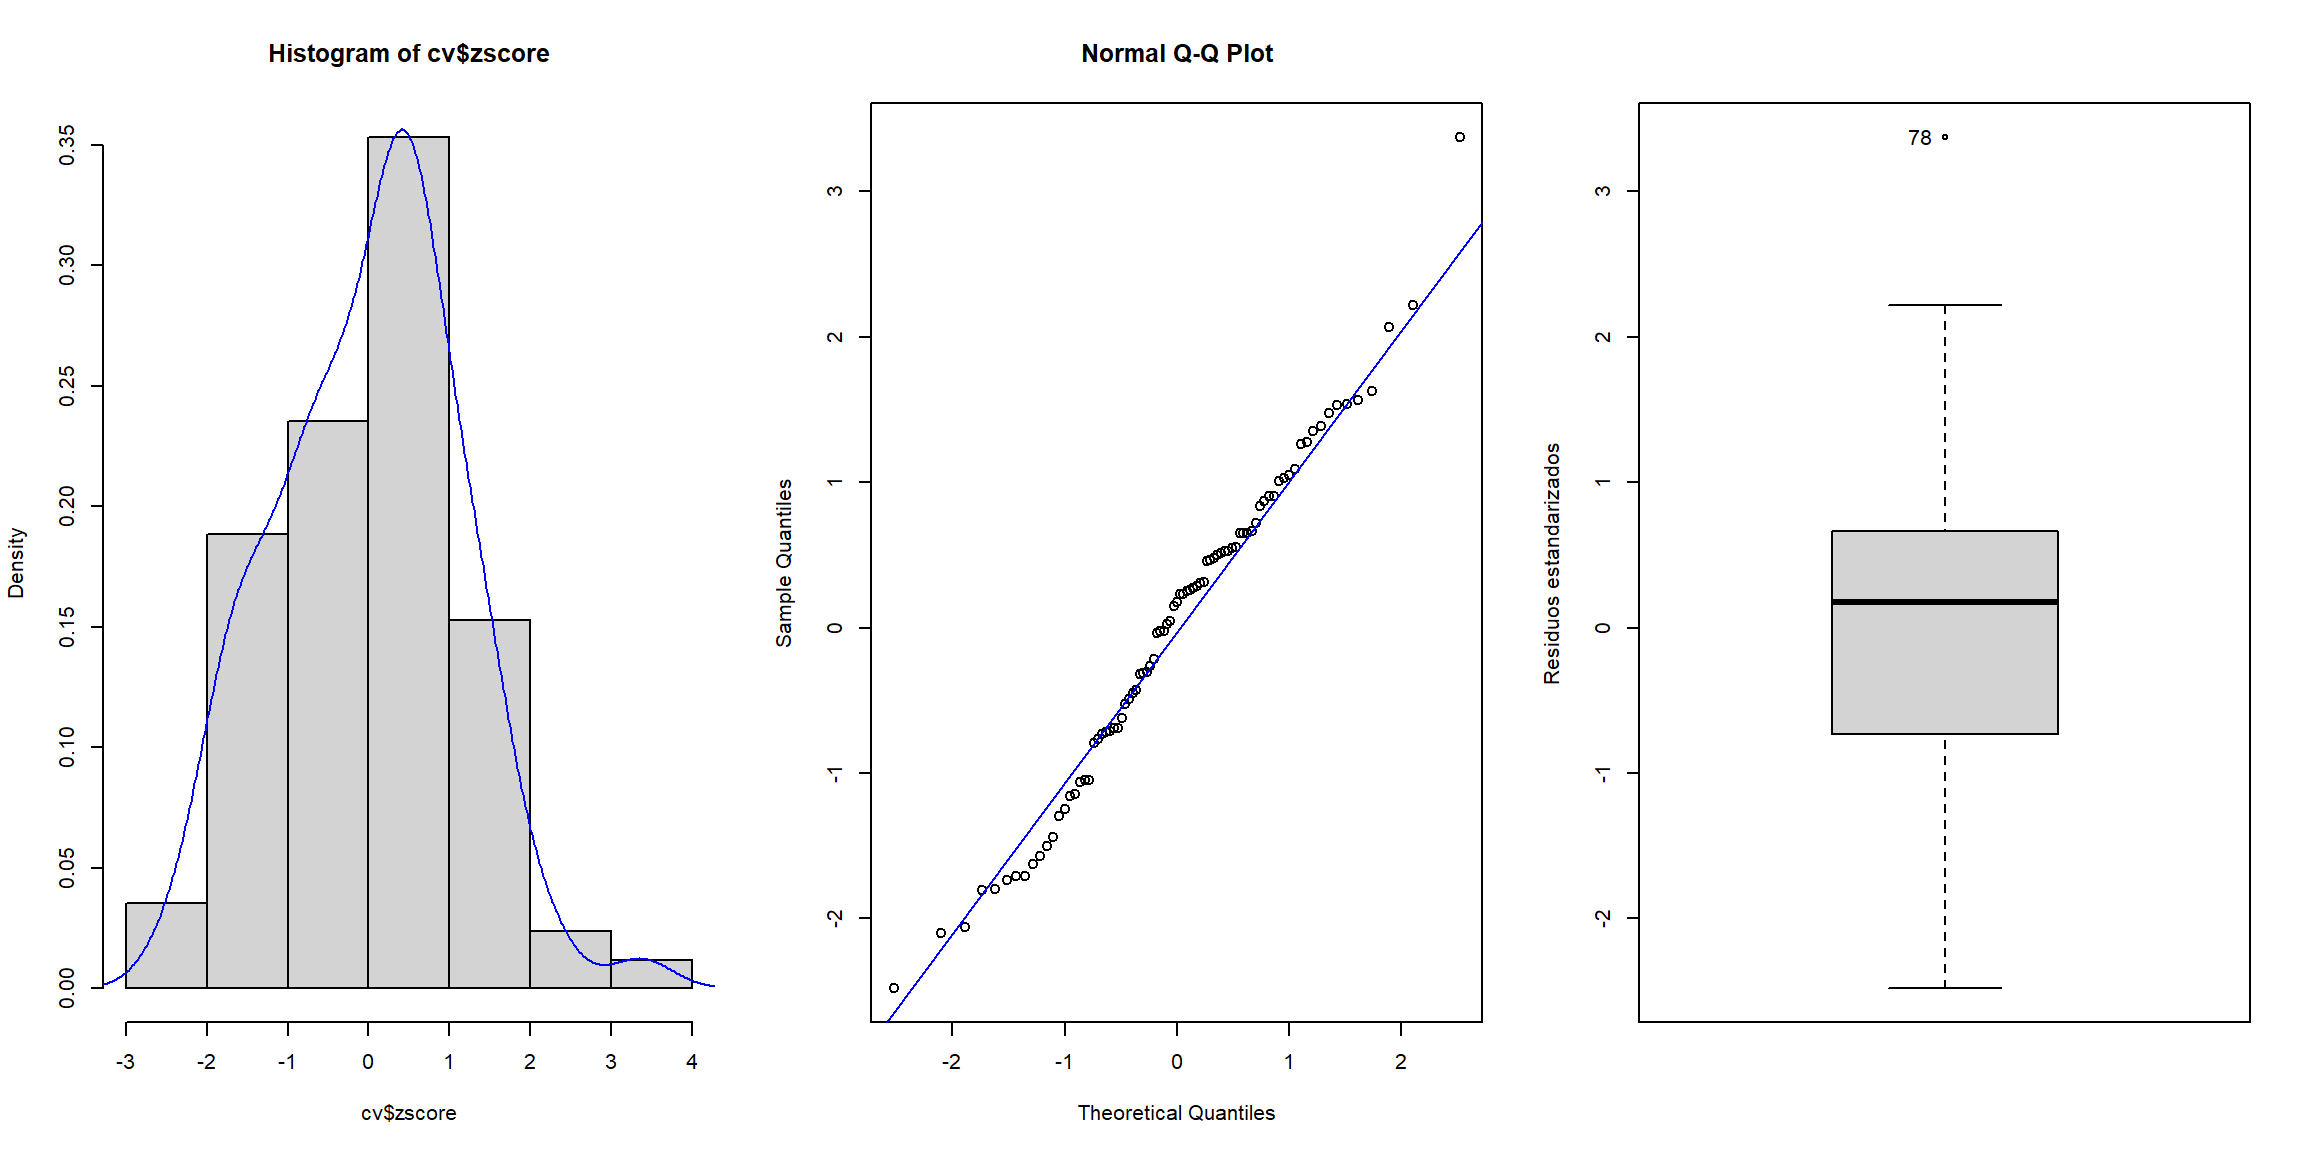 Histogram of cv$zscore
Density
0.00 0.05 0.10 0.15 0.20 0.25 0.30 0.35
-3 -2 -1 0 1 2 3 4
cv$zscore
Normal Q-Q Plot
Sample Quantiles
-2 -1 0 1 2 3
-2 -1 0 1 2
Theoretical Quantiles
Residuos estandarizados
-2 -1 0 1 2 3
78